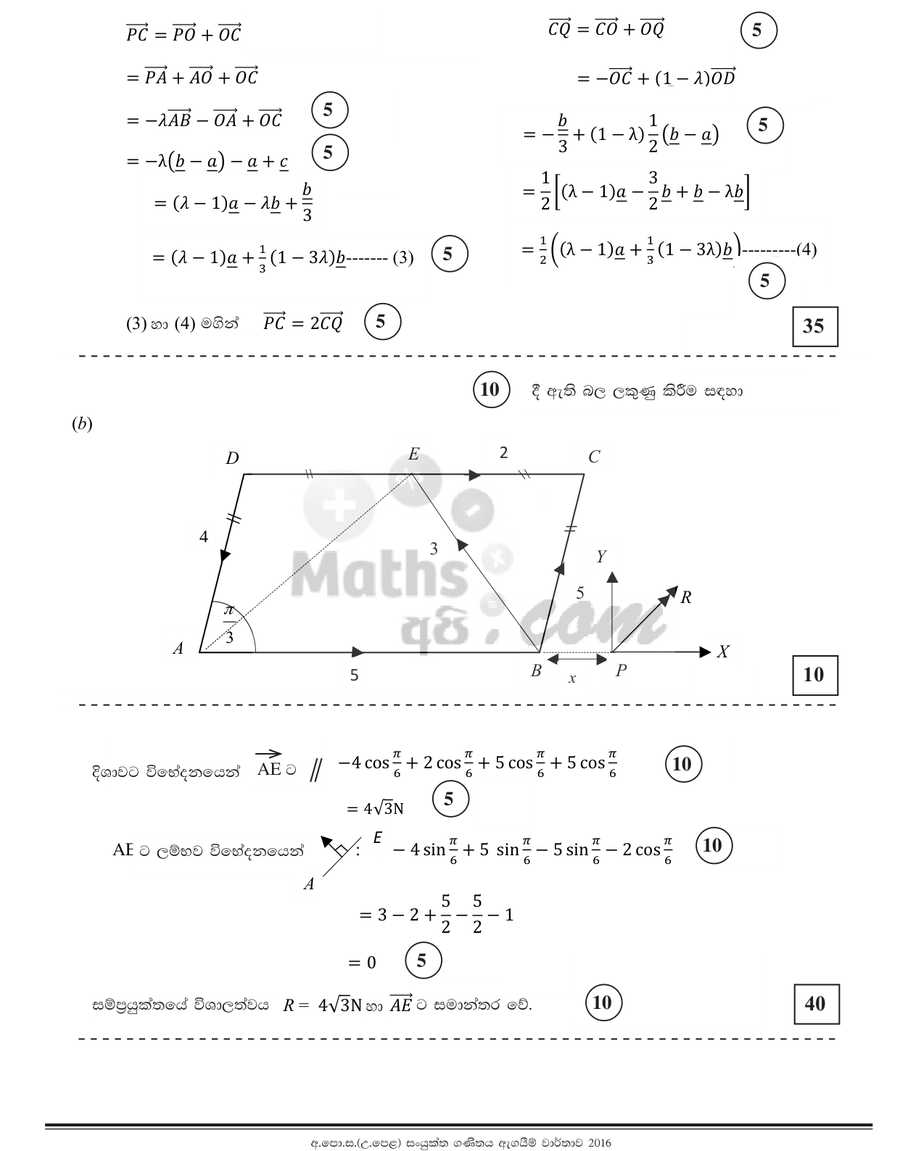 PC = PO + OC
= PA + AO + OC
= −λAB − OA + OC 5
= −λ(b − a) − a + c 5
= (λ − 1)a − λb + b/3
= (λ − 1)a + 1/3 (1 − 3λ)b------- (3) 5
CQ = CO + OQ 5
= −OC + (1 − λ)OD
= − b/3 + (1 − λ) 1/2 (b − a) 5
= 1/2 [(λ − 1)a − 3/2 b + b − λb]
= 1/2 ((λ − 1)a + 1/3 (1 − 3λ)b)---------(4)
5
(3) හා (4) මගින් PC = 2CQ 5 35
10 දී ඇති බල ලකුණු කිරීම සඳහා
(b)
D E 2 C
4 3 Y
5 R
π/3
A X
5 B x P 10
Maths
අපි . com
දිශාවට විභේදනයෙන් AE ට // −4 cos π/6 + 2 cos π/6 + 5 cos π/6 + 5 cos π/6 10
= 4√3N 5
AE ට ලම්භව විභේදනයෙන් A E : − 4 sin π/6 + 5 sin π/6 − 5 sin π/6 − 2 cos π/6 10
= 3 − 2 + 5/2 − 5/2 − 1
= 0 5
සම්ප්‍රයුක්තයේ විශාලත්වය R = 4√3N හා AE ට සමාන්තර වේ. 10 40
අ.පො.ස.(උ.පෙළ) සංයුක්ත ගණිතය ඇගයීම් වාර්තාව 2016